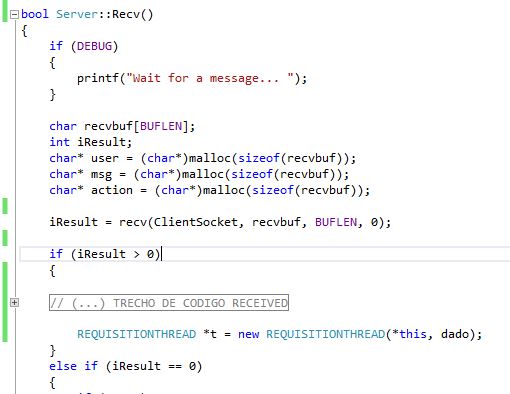 bool Server::Recv()
{
if (DEBUG)
{
printf("Wait for a message... ");
}
char recvbuf[BUFLEN];
int iResult;
char* user = (char*)malloc(sizeof(recvbuf));
char* msg = (char*)malloc(sizeof(recvbuf));
char* action = (char*)malloc(sizeof(recvbuf));
iResult = recv(ClientSocket, recvbuf, BUFLEN, 0);
if (iResult > 0)
{
// (...) TRECHO DE CODIGO RECEIVED
REQUISITIONTHREAD *t = new REQUISITIONTHREAD(*this, dado);
}
else if (iResult == 0)
{